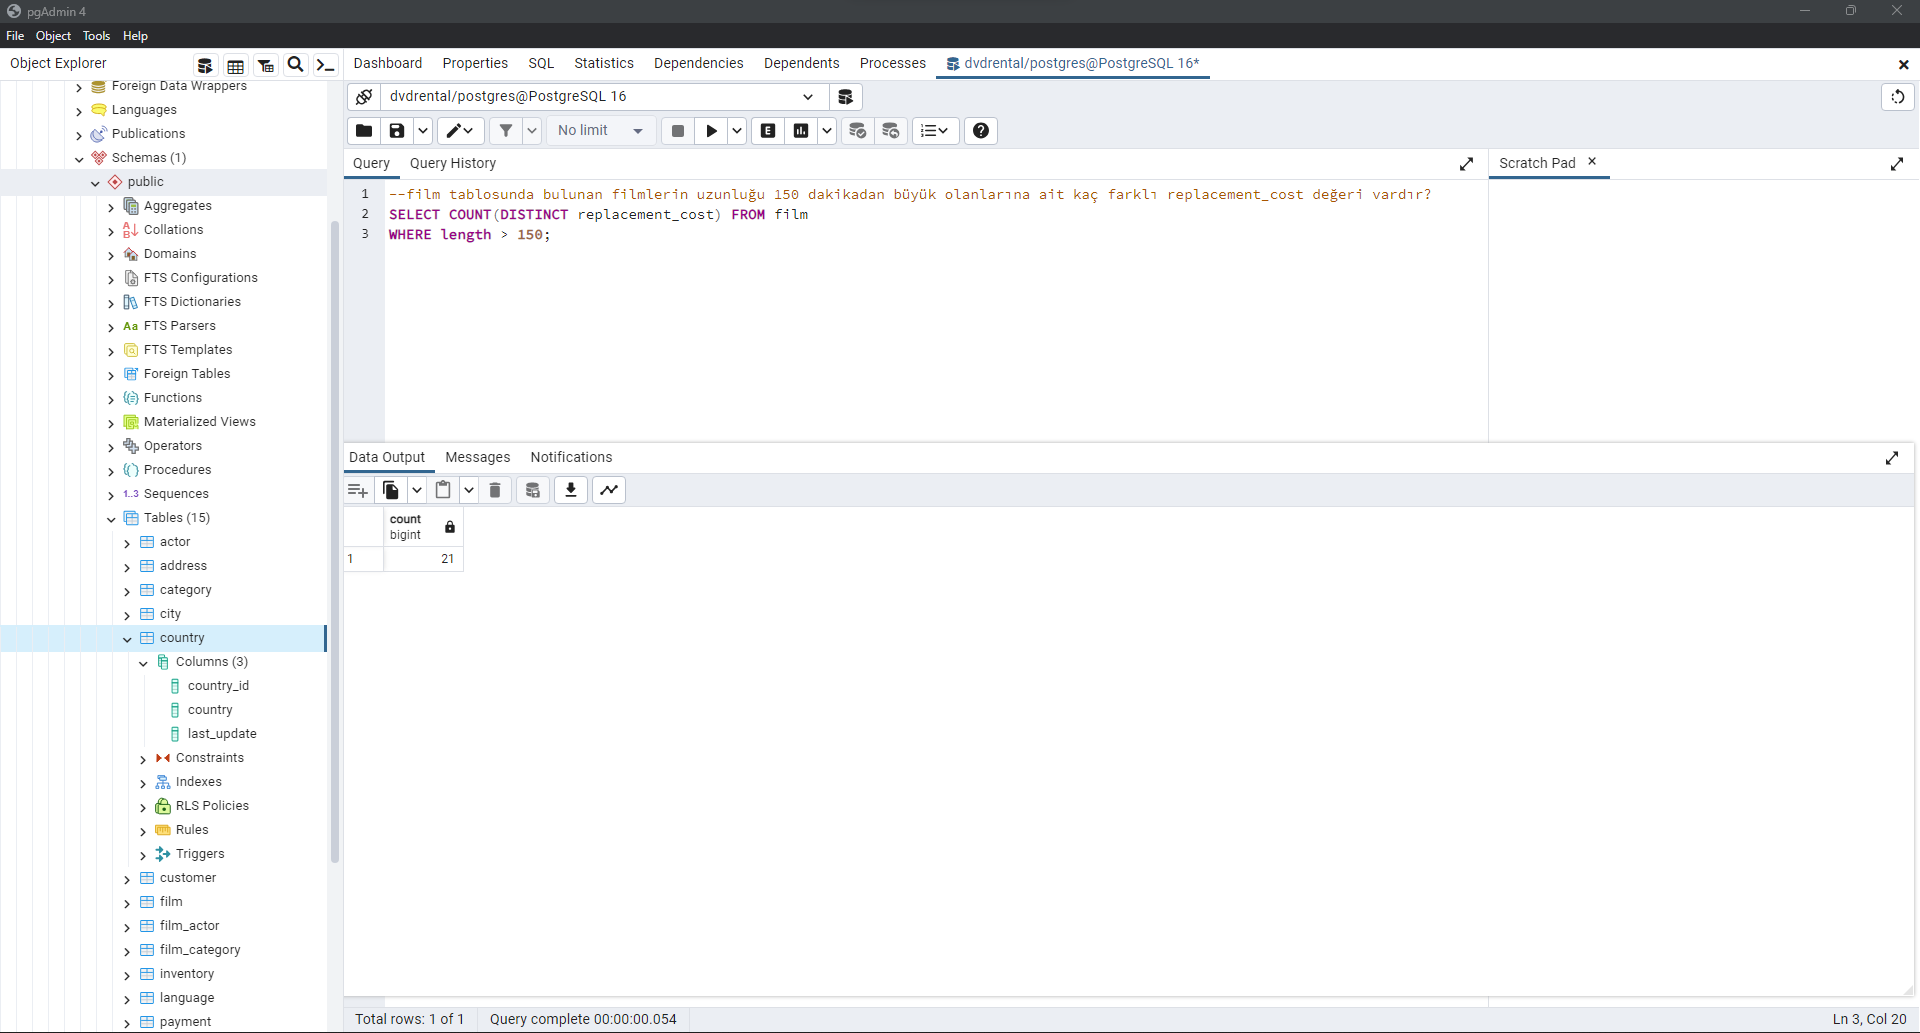 pgAdmin 4
File Object Tools Help
Object Explorer
Dashboard Properties SQL Statistics Dependencies Dependents Processes dvdrental/postgres@PostgreSQL 16*
Foreign Data Wrappers
Languages
Publications
Schemas (1)
public
Aggregates
Collations
Domains
FTS Configurations
FTS Dictionaries
Aa FTS Parsers
FTS Templates
Foreign Tables
Functions
Materialized Views
Operators
Procedures
1..3 Sequences
Tables (15)
actor
address
category
city
country
Columns (3)
country_id
country
last_update
Constraints
Indexes
RLS Policies
Rules
Triggers
customer
film
film_actor
film_category
inventory
language
payment
dvdrental/postgres@PostgreSQL 16
No limit
E
Query Query History
Scratch Pad
1 --film tablosunda bulunan filmlerin uzunluğu 150 dakikadan büyük olanlarına ait kaç farklı replacement_cost değeri vardır?
2 SELECT COUNT(DISTINCT replacement_cost) FROM film
3 WHERE length > 150;
Data Output Messages Notifications
count
bigint
1 21
Total rows: 1 of 1 Query complete 00:00:00.054
Ln 3, Col 20